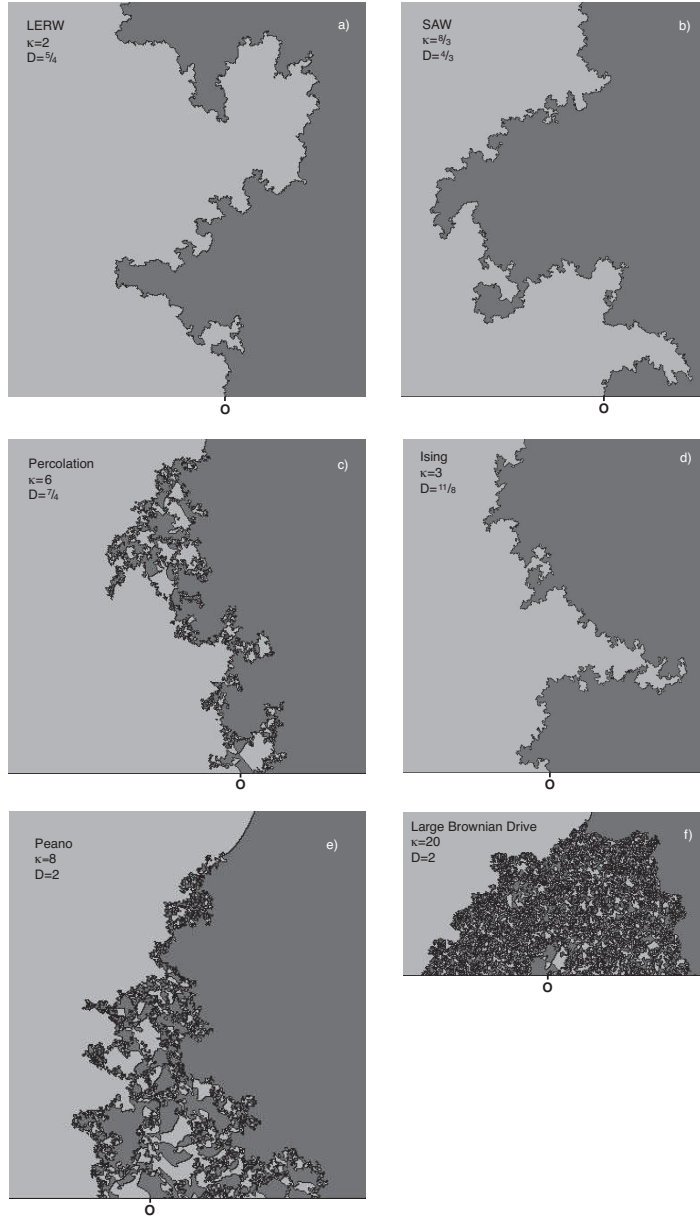 LERW
κ=2
D=5/4
a)
O
SAW
κ=8/3
D=4/3
b)
O
Percolation
κ=6
D=7/4
c)
O
Ising
κ=3
D=11/8
d)
O
Peano
κ=8
D=2
e)
O
Large Brownian Drive
κ=20
D=2
f)
O